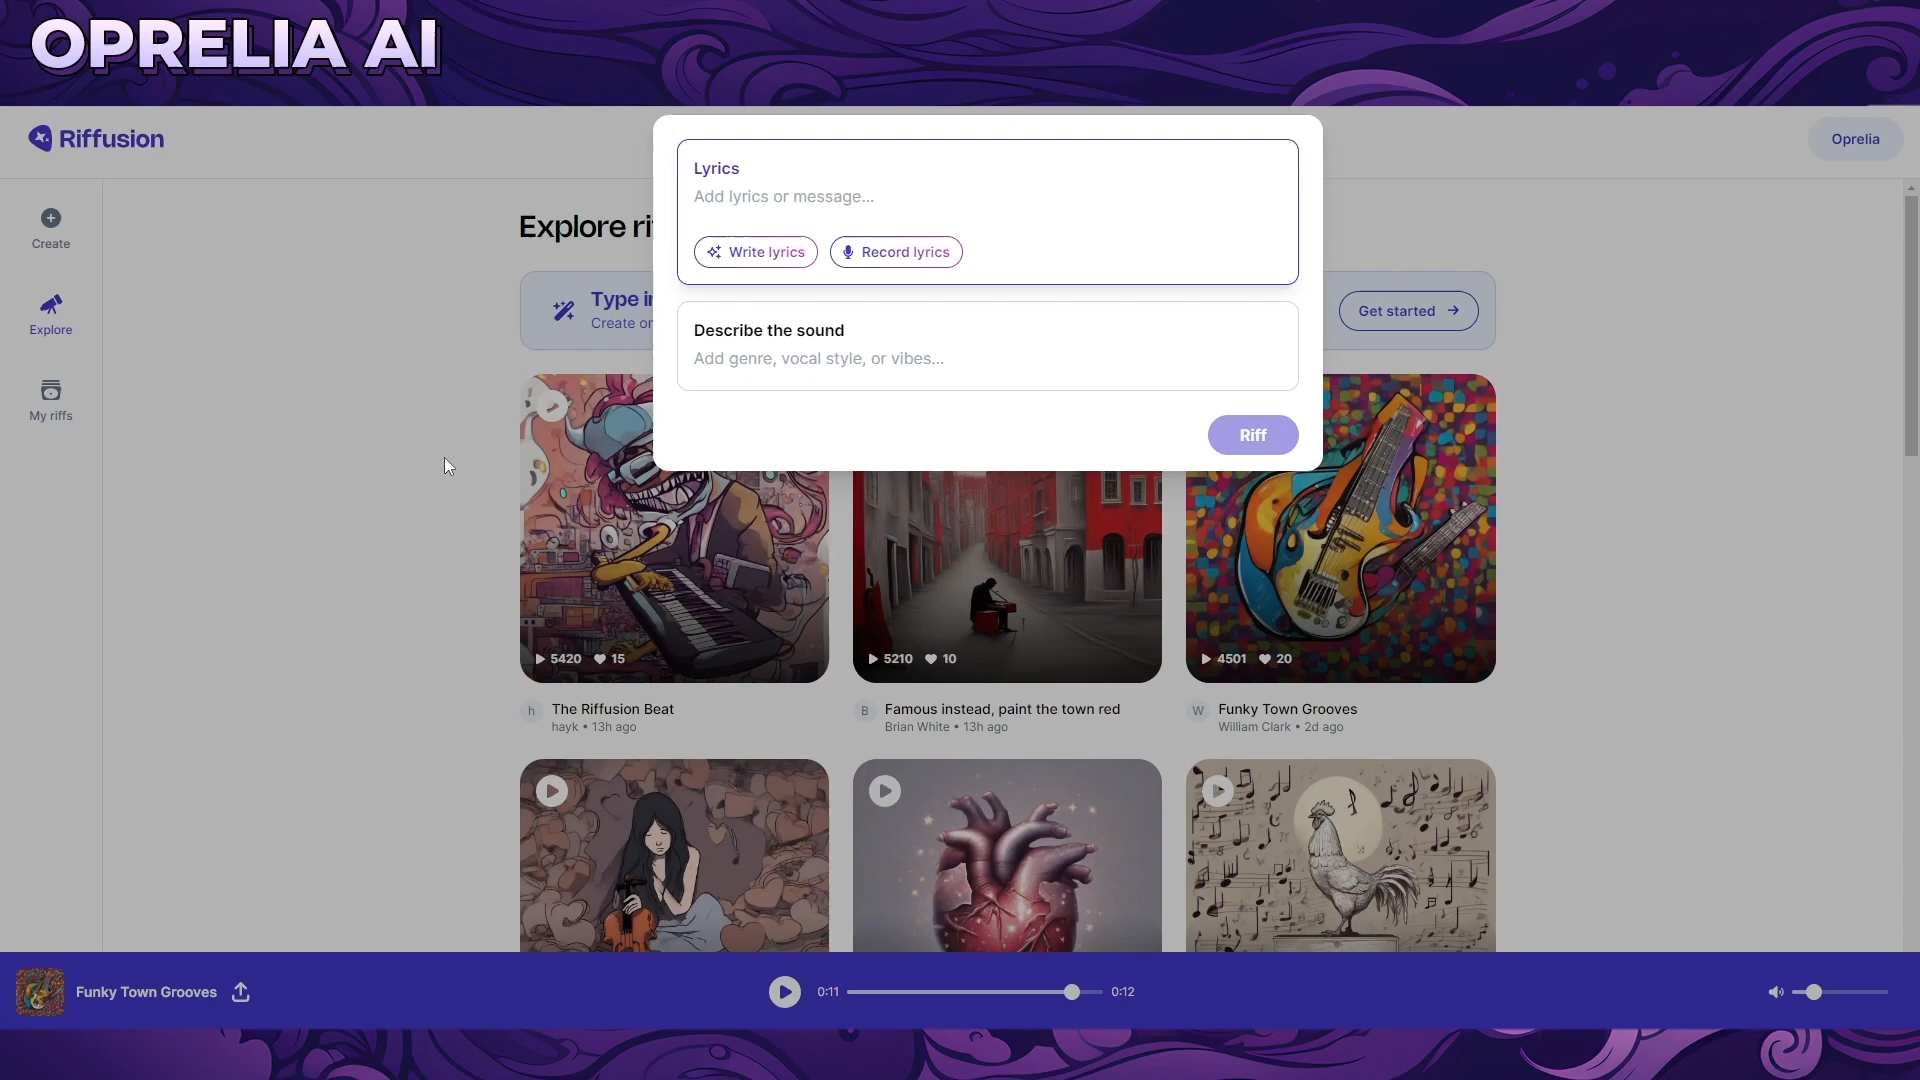 OPRELIA AI
Riffusion
Oprelia
Create
Explore
My riffs
Explore ri
Type in
Create or
Get started
Lyrics
Add lyrics or message...
Write lyrics
Record lyrics
Describe the sound
Add genre, vocal style, or vibes...
Riff
5420 15
5210 10
4501 20
h
The Riffusion Beat
hayk • 13h ago
B
Famous instead, paint the town red
Brian White • 13h ago
W
Funky Town Grooves
William Clark • 2d ago
Funky Town Grooves
0:11
0:12